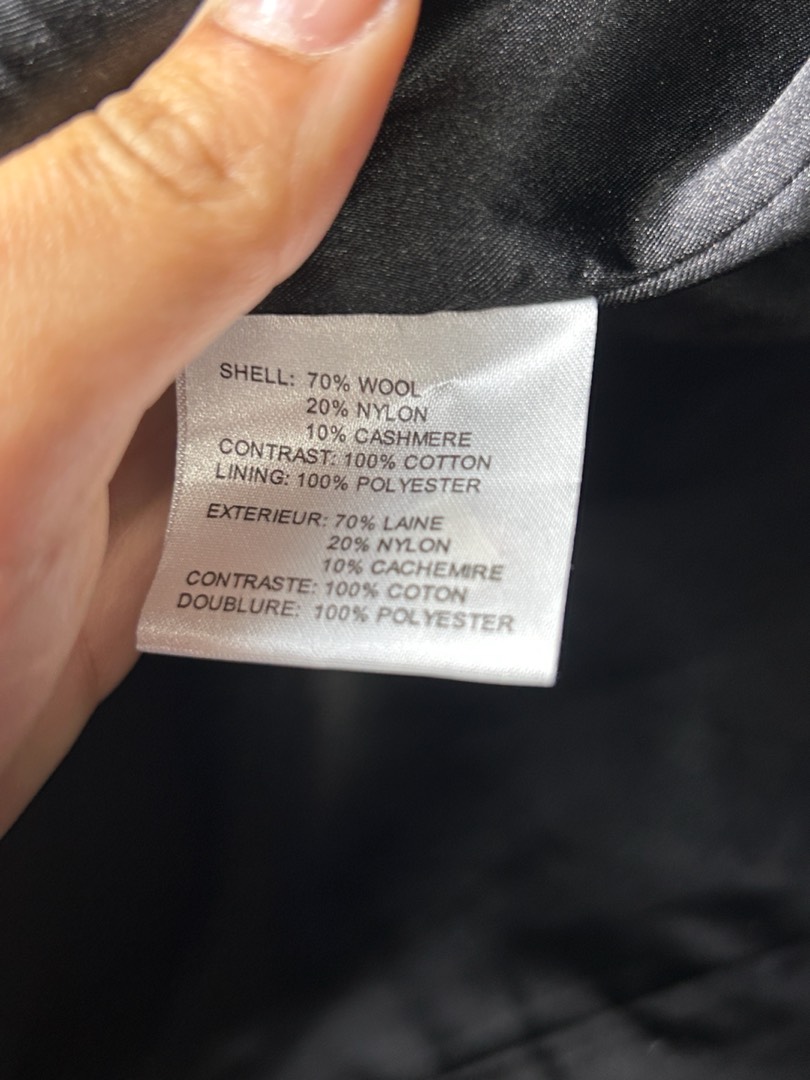 SHELL: 70% WOOL
20% NYLON
10% CASHMERE
CONTRAST: 100% COTTON
LINING: 100% POLYESTER
EXTERIEUR: 70% LAINE
20% NYLON
10% CACHEMIRE
CONTRASTE: 100% COTON
DOUBLURE: 100% POLYESTER